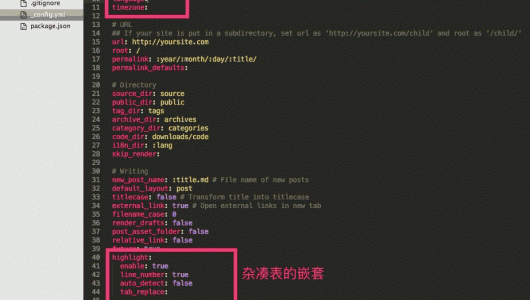 .gitignore
_config.yml
package.json
11 timezone:
12
13 # URL
14 ## If your site is put in a subdirectory, set url as 'http://yoursite.com/child' and root as '/child/'
15 url: http://yoursite.com
16 root: /
17 permalink: :year/:month/:day/:title/
18 permalink_defaults:
19
20 # Directory
21 source_dir: source
22 public_dir: public
23 tag_dir: tags
24 archive_dir: archives
25 category_dir: categories
26 code_dir: downloads/code
27 i18n_dir: :lang
28 skip_render:
29
30 # Writing
31 new_post_name: :title.md # File name of new posts
32 default_layout: post
33 titlecase: false # Transform title into titlecase
34 external_link: true # Open external links in new tab
35 filename_case: 0
36 render_drafts: false
37 post_asset_folder: false
38 relative_link: false
39
40 highlight:
41 enable: true
42 line_number: true
43 auto_detect: false
44 tab_replace:
杂凑表的嵌套